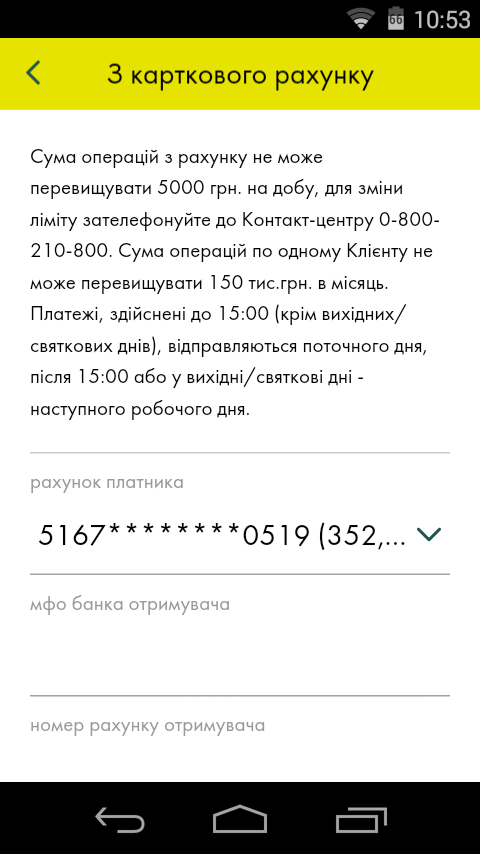 66 10:53
З карткового рахунку
Сума операцій з рахунку не може
перевищувати 5000 грн. на добу, для зміни
ліміту зателефонуйте до Контакт-центру 0-800-
210-800. Сума операцій по одному Клієнту не
може перевищувати 150 тис.грн. в місяць.
Платежі, здійснені до 15:00 (крім вихідних/
святкових днів), відправляються поточного дня,
після 15:00 або у вихідні/святкові дні -
наступного робочого дня.
рахунок платника
5167********0519 (352,...
мфо банка отримувача
номер рахунку отримувача